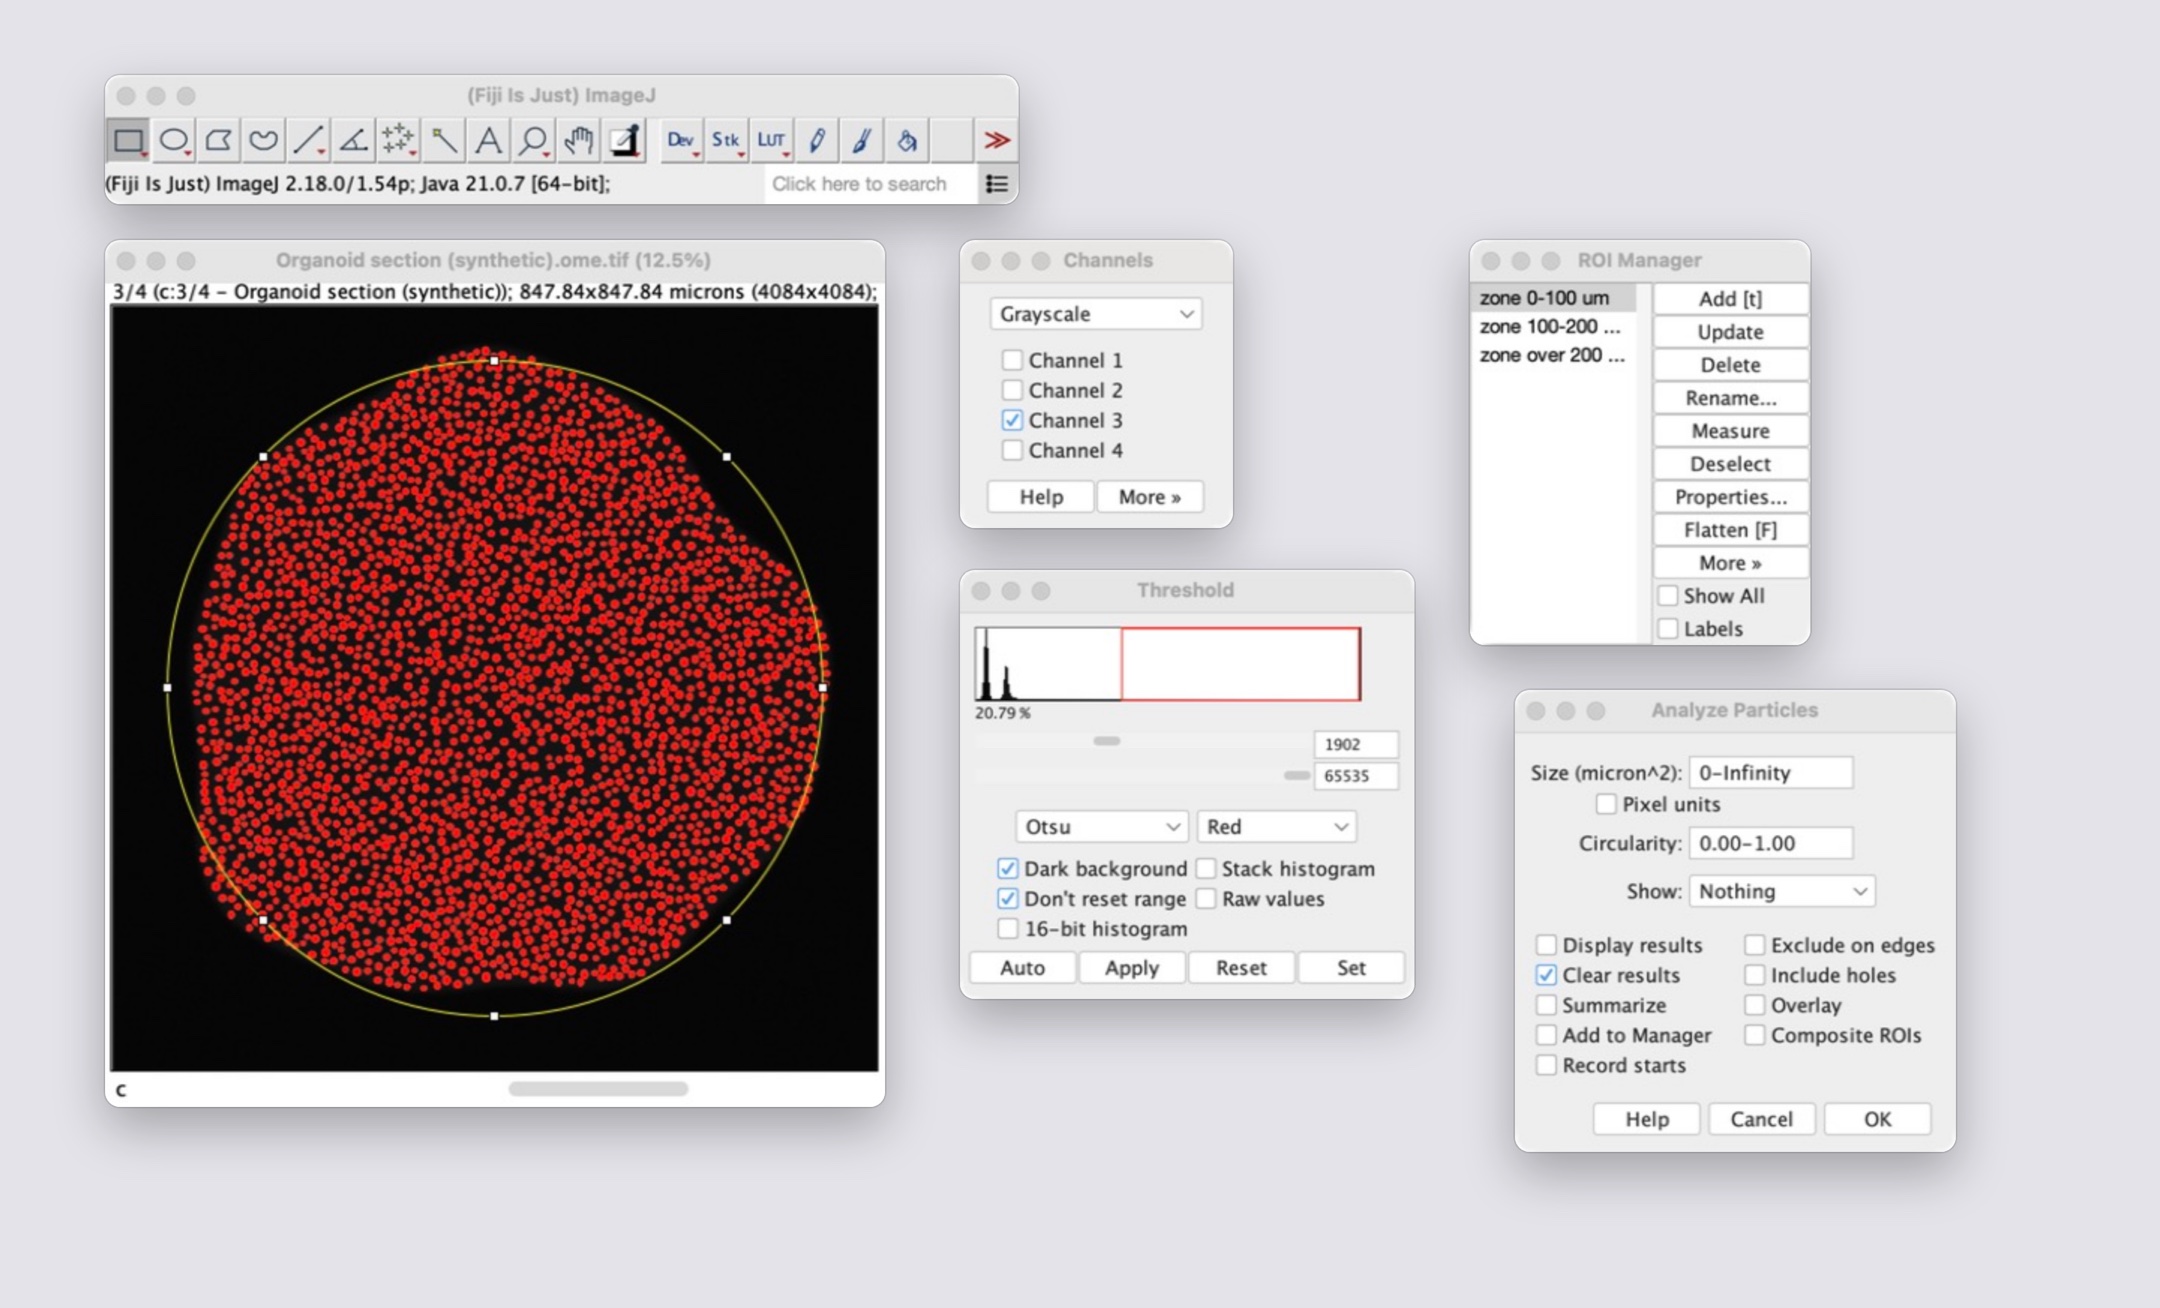 (Fiji Is Just) ImageJ
Dev
Stk
LUT
(Fiji Is Just) ImageJ 2.18.0/1.54p; Java 21.0.7 [64-bit];
Click here to search
Organoid section (synthetic).ome.tif (12.5%)
3/4 (c:3/4 - Organoid section (synthetic)); 847.84x847.84 microns (4084x4084);
c
Channels
Grayscale
Channel 1
Channel 2
Channel 3
Channel 4
Help
More »
Threshold
20.79 %
1902
65535
Otsu
Red
Dark background
Stack histogram
Don't reset range
Raw values
16-bit histogram
Auto
Apply
Reset
Set
ROI Manager
zone 0-100 um
zone 100-200 ...
zone over 200 ...
Add [t]
Update
Delete
Rename...
Measure
Deselect
Properties...
Flatten [F]
More »
Show All
Labels
Analyze Particles
Size (micron^2): 0-Infinity
Pixel units
Circularity: 0.00-1.00
Show: Nothing
Display results
Exclude on edges
Clear results
Include holes
Summarize
Overlay
Add to Manager
Composite ROIs
Record starts
Help
Cancel
OK